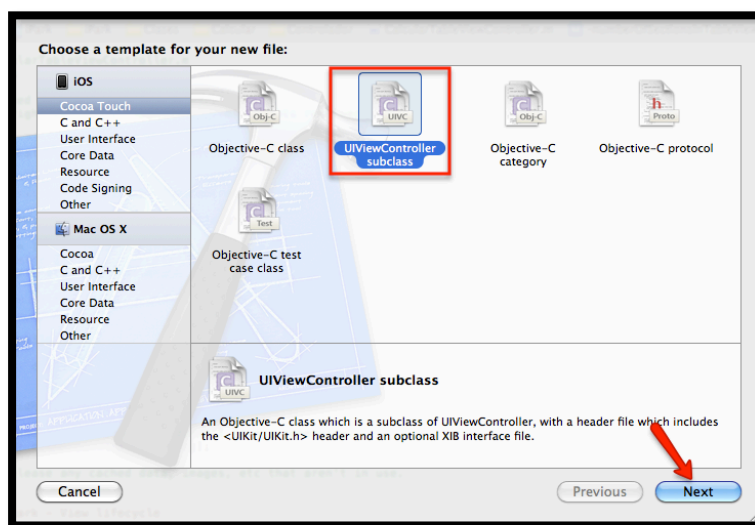 Choose a template for your new file:
iOS
Cocoa Touch
C and C++
User Interface
Core Data
Resource
Code Signing
Other
Mac OS X
Cocoa
C and C++
User Interface
Core Data
Resource
Other
Obj-C
Objective-C class
UIVC
UIViewController
subclass
Obj-C
Objective-C
category
h
Proto
Objective-C protocol
Test
Objective-C test
case class
UIVC
UIViewController subclass
An Objective-C class which is a subclass of UIViewController, with a header file which includes
the <UIKit/UIKit.h> header and an optional XIB interface file.
PROJECT
APPLICATION APP
Cancel
Previous
Next